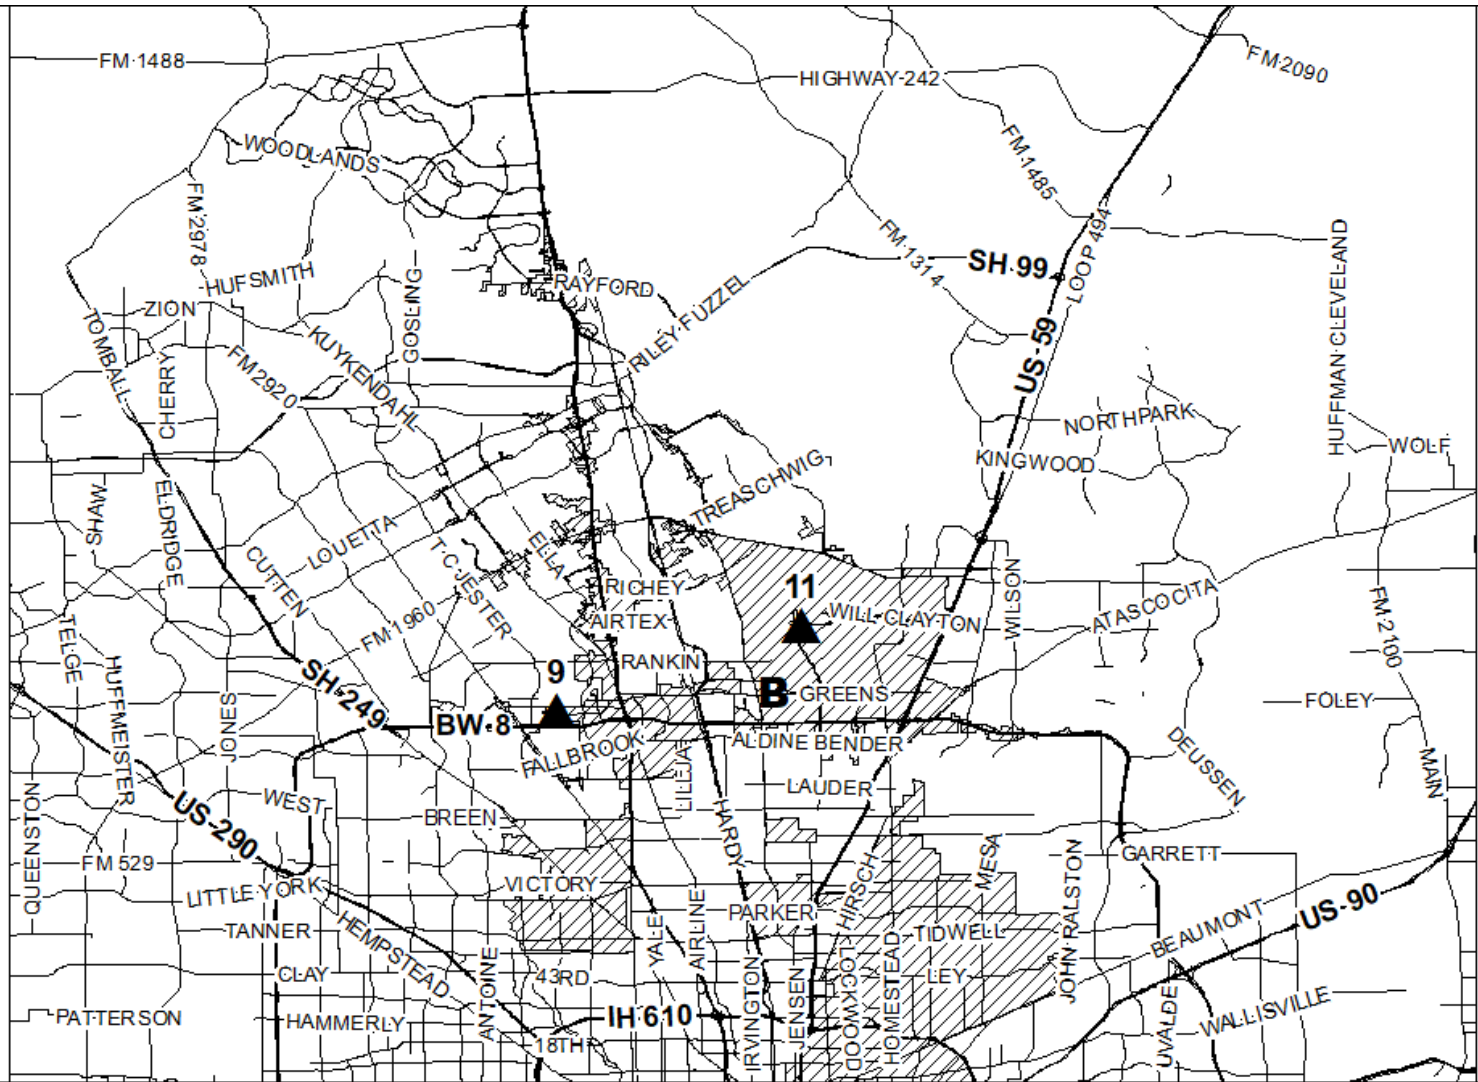 FM 1488
HIGHWAY 242
FM 2090
WOODLANDS
FM 1485
FM 2978
LOOP 494
FM 1314
SH 99
HUFFMAN CLEVELAND
HUFSMITH
GOSLING
RAYFORD
RILEY FUZZEL
ZION
TOMBALL
CHERRY
FM 2920
KUYKENDAHL
US 59
NORTHPARK
KINGWOOD
WOLF
SHAW
ELDRIDGE
LOUETTA
TREASCHWIG
CUTTEN
T C JESTER
ELLA
RICHEY
11
WILL CLAYTON
WILSON
ATASCOCITA
FM 2100
TELGE
FM 1960
AIRTEX
RANKIN
HUFFMEISTER
SH 249
9
B
GREENS
FOLEY
JONES
BW 8
FALLBROOK
ALDINE BENDER
DEUSSEN
MAIN
QUEENSTON
US 290
WEST
BREEN
LILLJA
LAUDER
HARDY
FM 529
LITTLE YORK
VICTORY
HIRSCH
MESA
GARRETT
JOHN RALSTON
TANNER
HEMPSTEAD
YALE
AIRLINE
PARKER
TIDWELL
BEAUMONT
US 90
CLAY
ANTOINE
43RD
IRVINGTON
JENSEN
LOCKWOOD
HOMESTEAD
LEY
PATTERSON
HAMMERLY
18TH
IH 610
UVALDE
WALLISVILLE